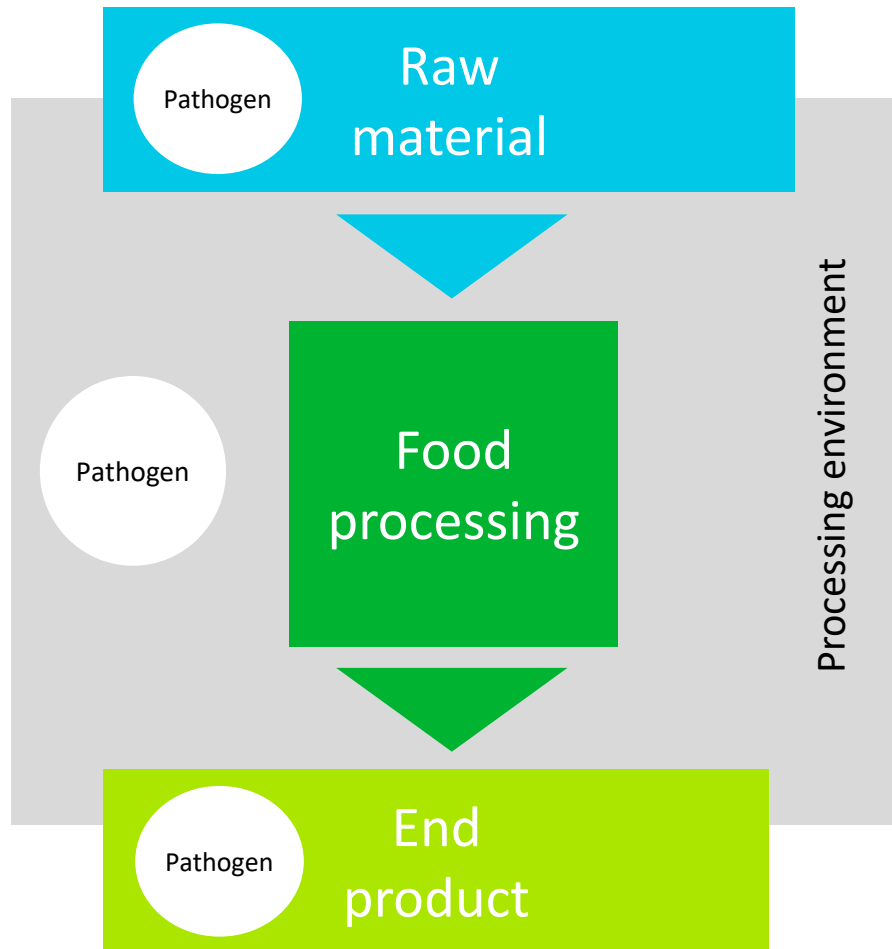 Pathogen
Raw
material
Processing environment
Pathogen
Food
processing
Pathogen
End
product